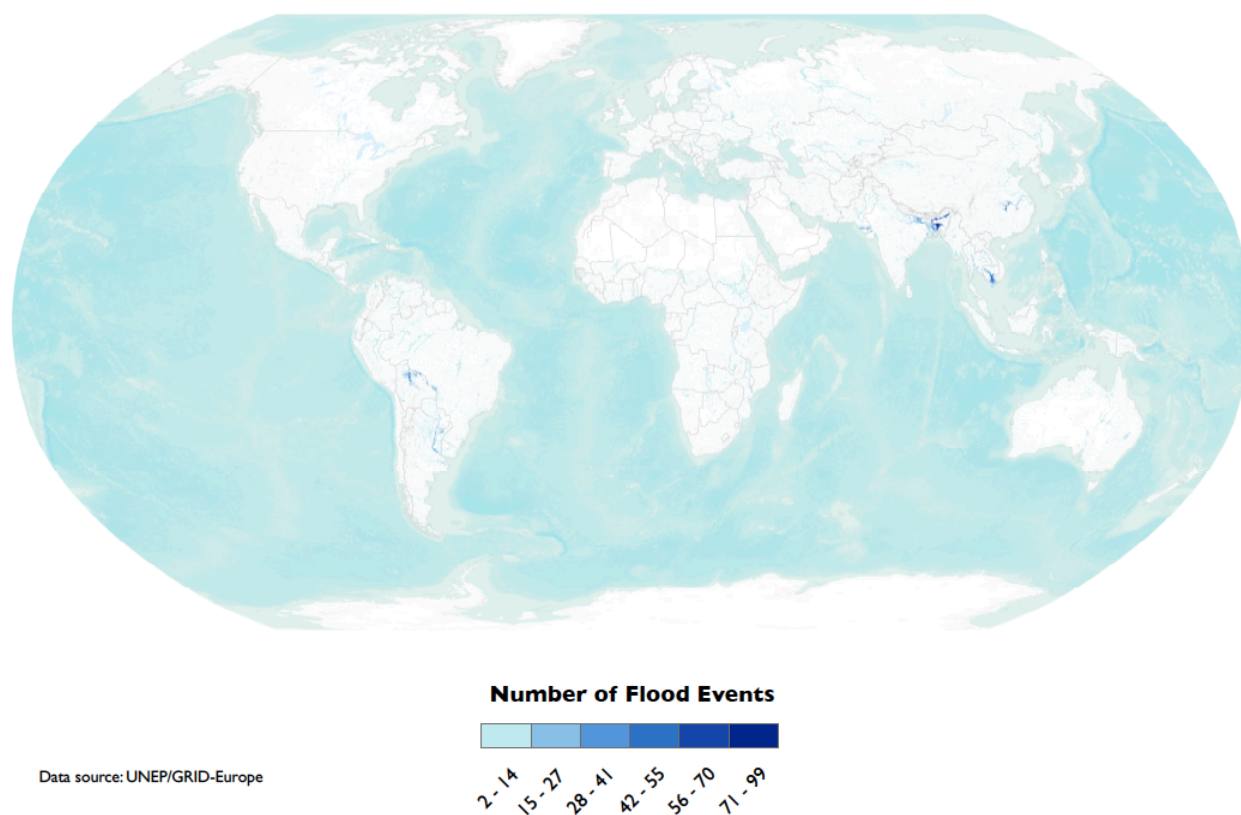 Number of Flood Events
2 - 14
15 - 27
28 - 41
42 - 55
56 - 70
71 - 99
Data source: UNEP/GRID-Europe